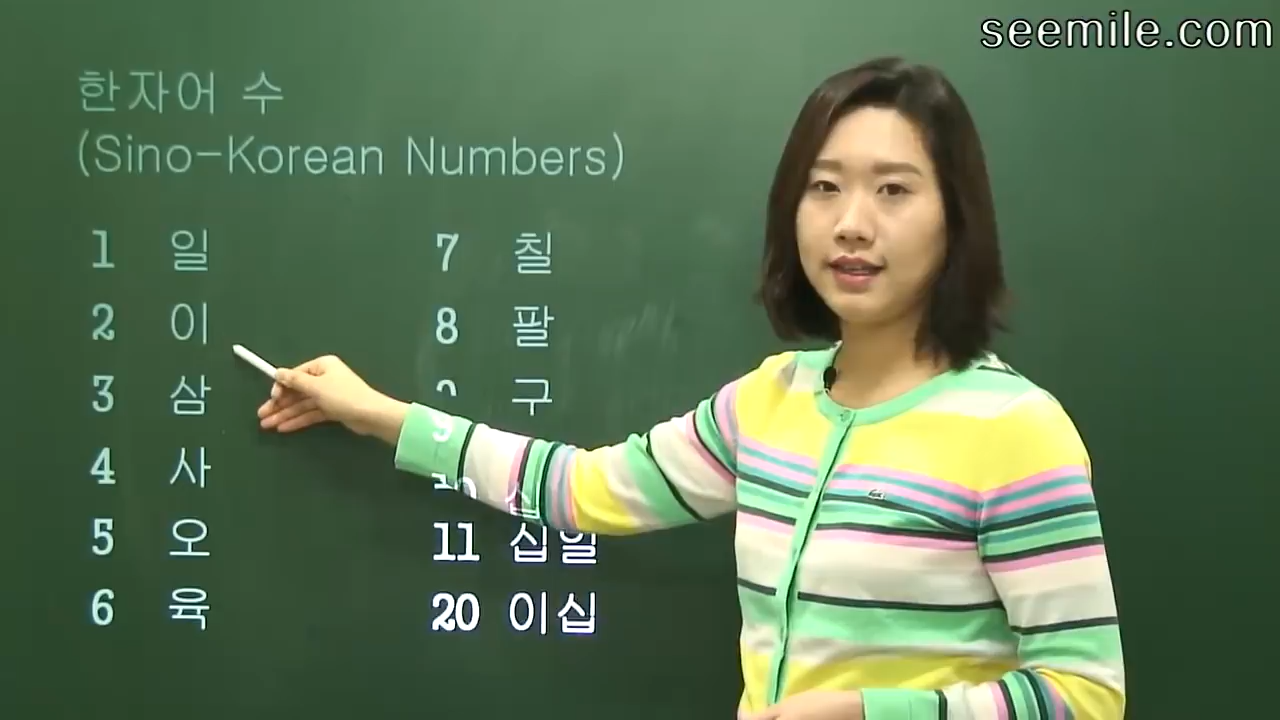 seemile.com
한자어 수
(Sino-Korean Numbers)
1 일
2 이
3 삼
4 사
5 오
6 육
7 칠
8 팔
구
11 십일
20 이십